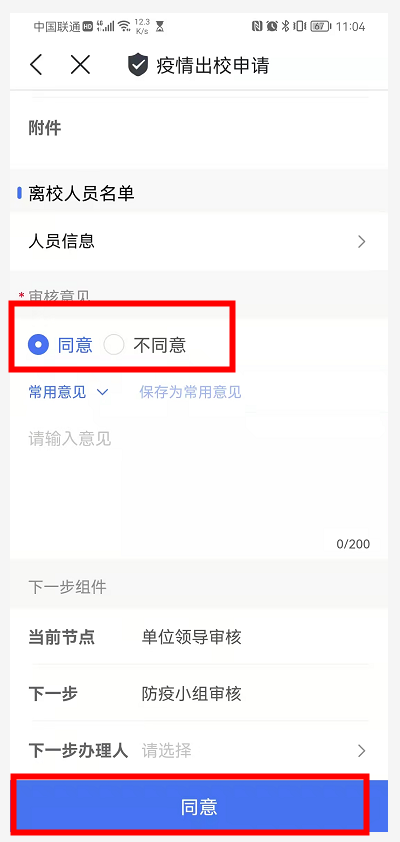 中国联通 HD 12.3 K/s 67 11:04
疫情出校申请
附件
离校人员名单
人员信息
* 审核意见
同意 不同意
常用意见 保存为常用意见
请输入意见
0/200
下一步组件
当前节点 单位领导审核
下一步 防疫小组审核
下一步办理人 请选择
同意